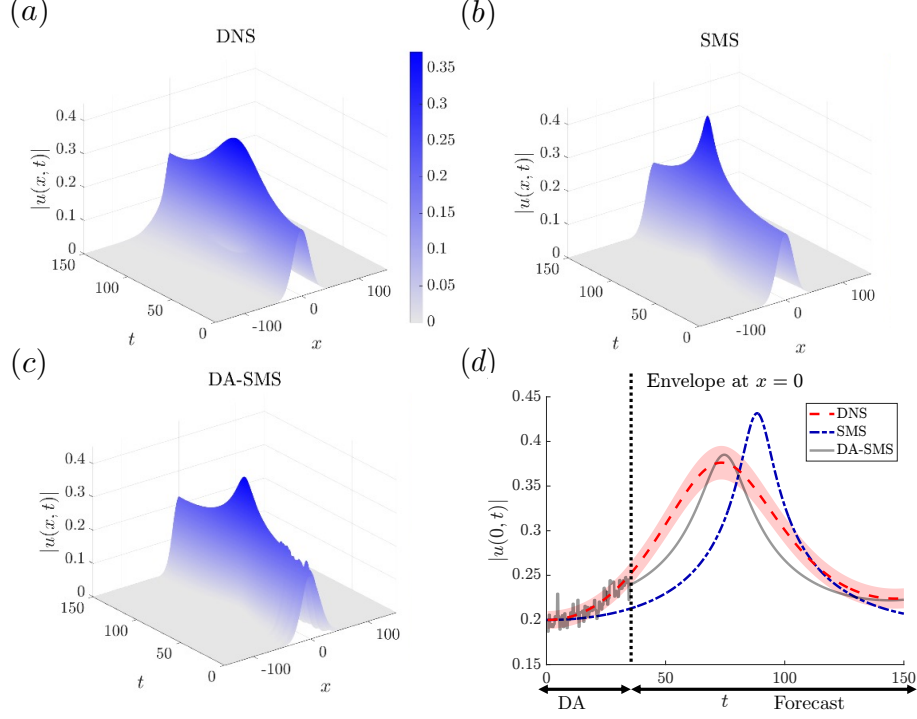 (a)
DNS
|u(x, t)|
0.4
0.3
0.2
0.1
0
150
100
50
0
t
-100
0
100
x
0.35
0.3
0.25
0.2
0.15
0.1
0.05
0
(b)
SMS
|u(x, t)|
0.4
0.3
0.2
0.1
0
150
100
50
0
t
-100
0
100
x
(c)
DA-SMS
|u(x, t)|
0.4
0.3
0.2
0.1
0
150
100
50
0
t
-100
0
100
x
(d)
Envelope at x = 0
|u(0, t)|
0.45
0.4
0.35
0.3
0.25
0.2
0.15
DNS
SMS
DA-SMS
0
50
100
150
DA
t
Forecast